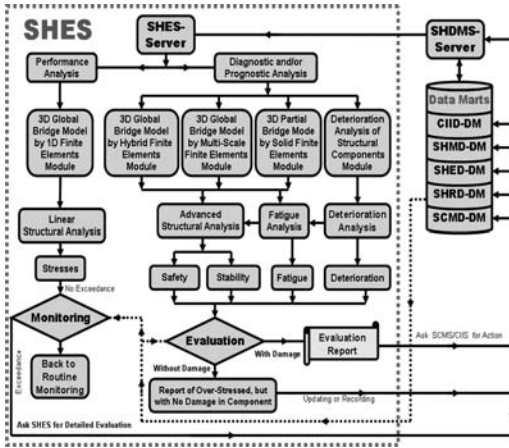 SHES
SHES-
Server
SHDMS-
Server
Performance
Analysis
Diagnostic and/or
Prognostic Analysis
Data Marts
CIID-DM
SHMD-DM
SHED-DM
SHRD-DM
SCMD-DM
3D Global
Bridge Model
by 1D Finite
Elements
Module
3D Global
Bridge Model
by Hybrid Finite
Elements
Module
3D Global
Bridge Model
by Multi-Scale
Finite Elements
Module
3D Partial
Bridge Mode
by Solid Finite
Elements
Module
Deterioration
Analysis of
Structural
Components
Module
Linear
Structural Analysis
Advanced
Structural Analysis
Fatigue
Analysis
Deterioration
Analysis
Stresses
Safety
Stability
Fatigue
Deterioration
No Exceedance
Monitoring
Evaluation
Evaluation
Report
Ask SCMS/CIIS for Action
With Damage
Without Damage
Exceedance
Back to
Routine
Monitoring
Report of Over-Stressed, but
with No Damage in Component
Updating or Recording
Ask SHES for Detailed Evaluation